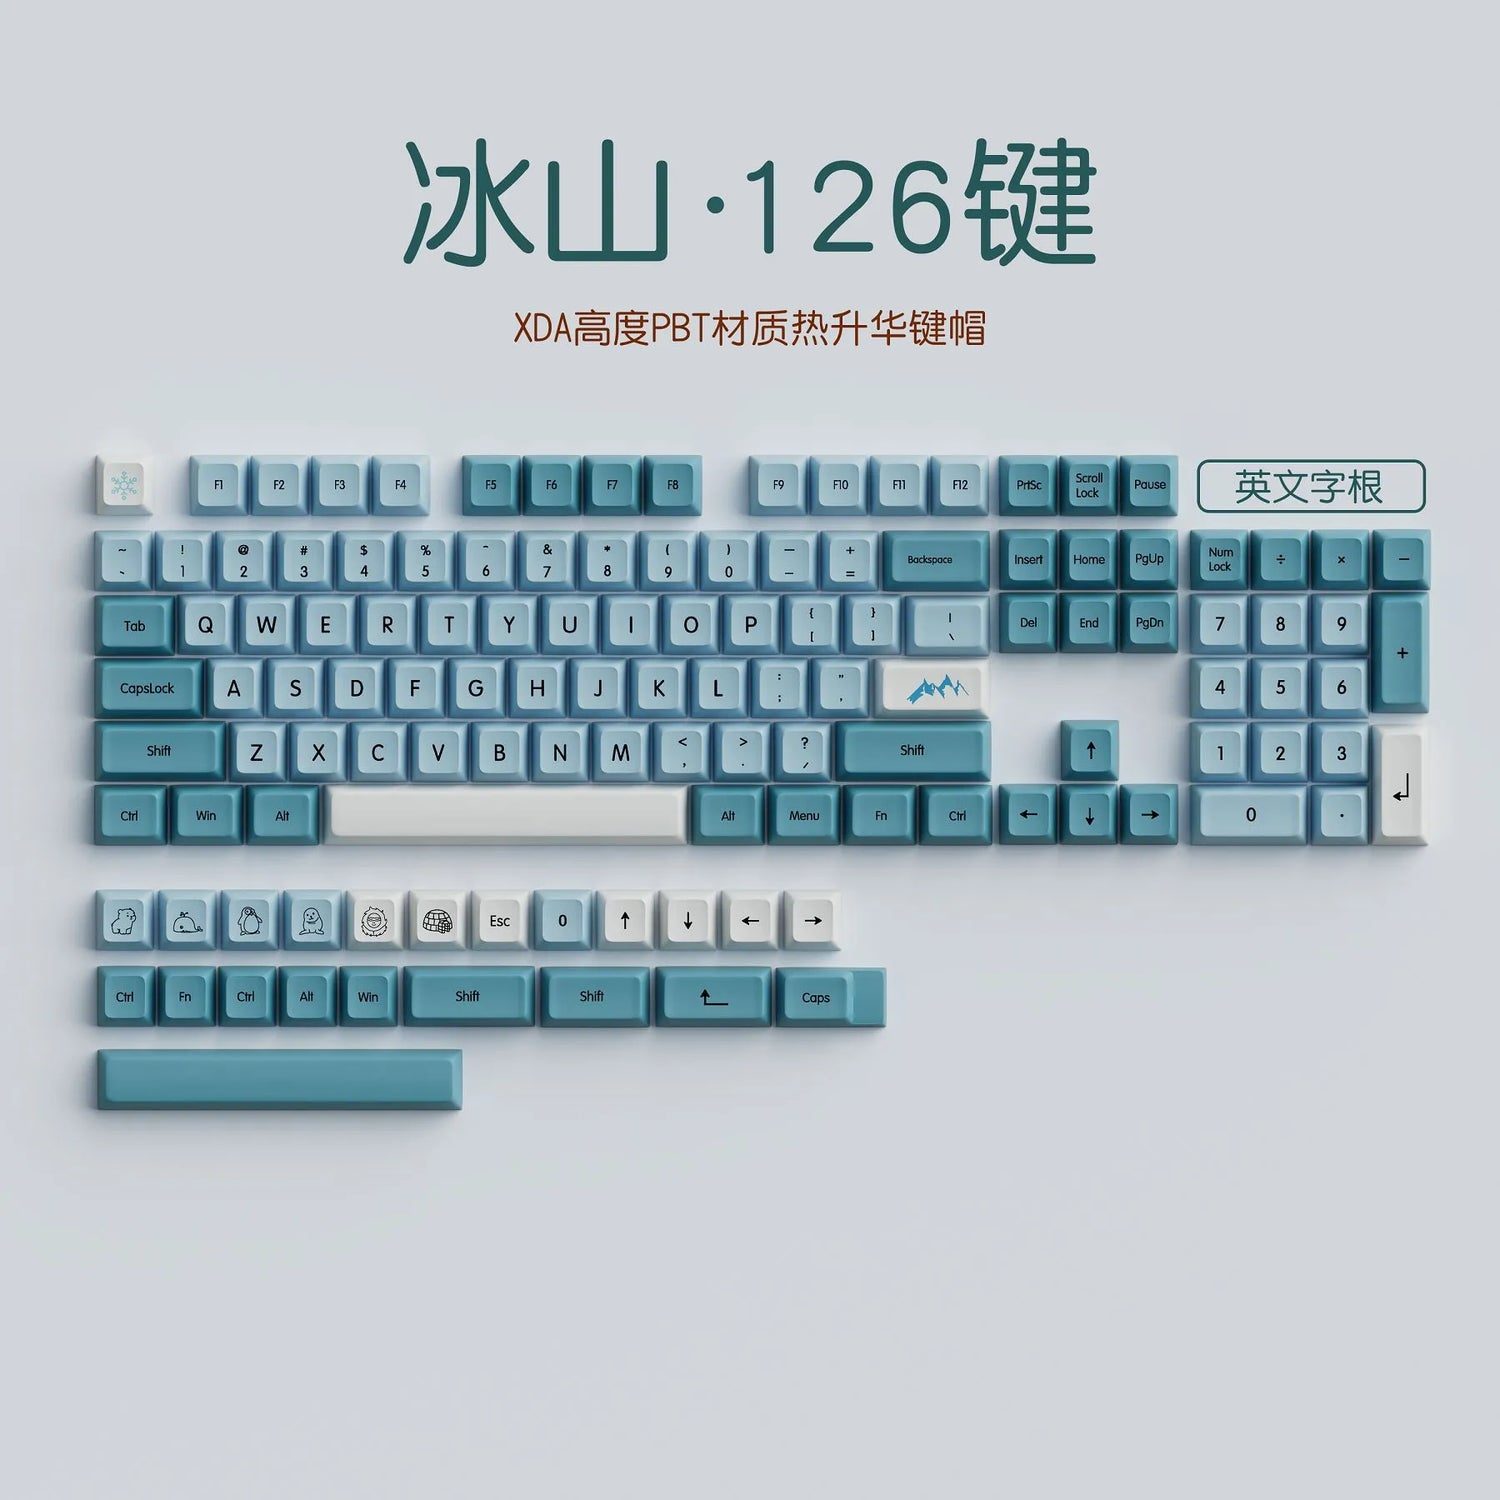 冰山·126键
XDA高度PBT材质热升华键帽
F1 F2 F3 F4 F5 F6 F7 F8 F9 F10 F11 F12 PrtSc Scroll Lock Pause
英文字根
~ ! @ # $ % ^ & * ( ) — +
` 1 2 3 4 5 6 7 8 9 0 – = Backspace Insert Home PgUp Num Lock ÷ × −
Tab Q W E R T Y U I O P { [ } ] | \ Del End PgDn 7 8 9 +
CapsLock A S D F G H J K L : ; " , 4 5 6
Shift Z X C V B N M < , > . ? / Shift ↑ 1 2 3 ↵
Ctrl Win Alt Alt Menu Fn Ctrl ← ↓ → 0 .
Esc 0 ↑ ↓ ← →
Ctrl Fn Ctrl Alt Win Shift Shift Caps